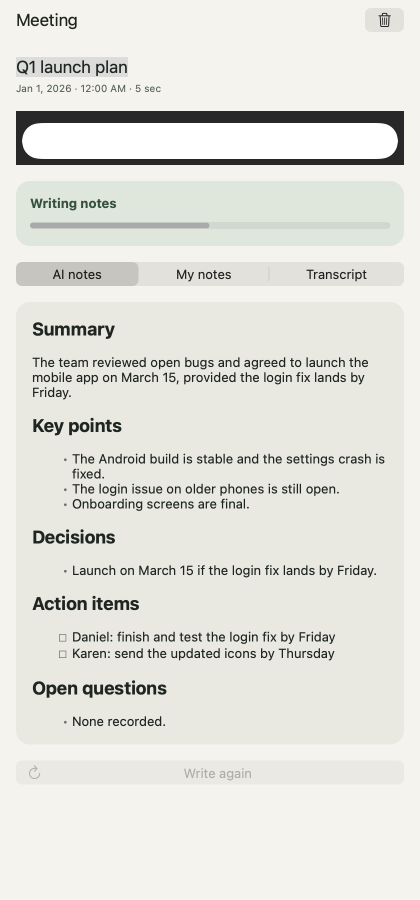 Meeting
Q1 launch plan
Jan 1, 2026 · 12:00 AM · 5 sec
Writing notes
AI notes
My notes
Transcript
Summary
The team reviewed open bugs and agreed to launch the
mobile app on March 15, provided the login fix lands by
Friday.
Key points
• The Android build is stable and the settings crash is
fixed.
• The login issue on older phones is still open.
• Onboarding screens are final.
Decisions
• Launch on March 15 if the login fix lands by Friday.
Action items
☐ Daniel: finish and test the login fix by Friday
☐ Karen: send the updated icons by Thursday
Open questions
• None recorded.
Write again